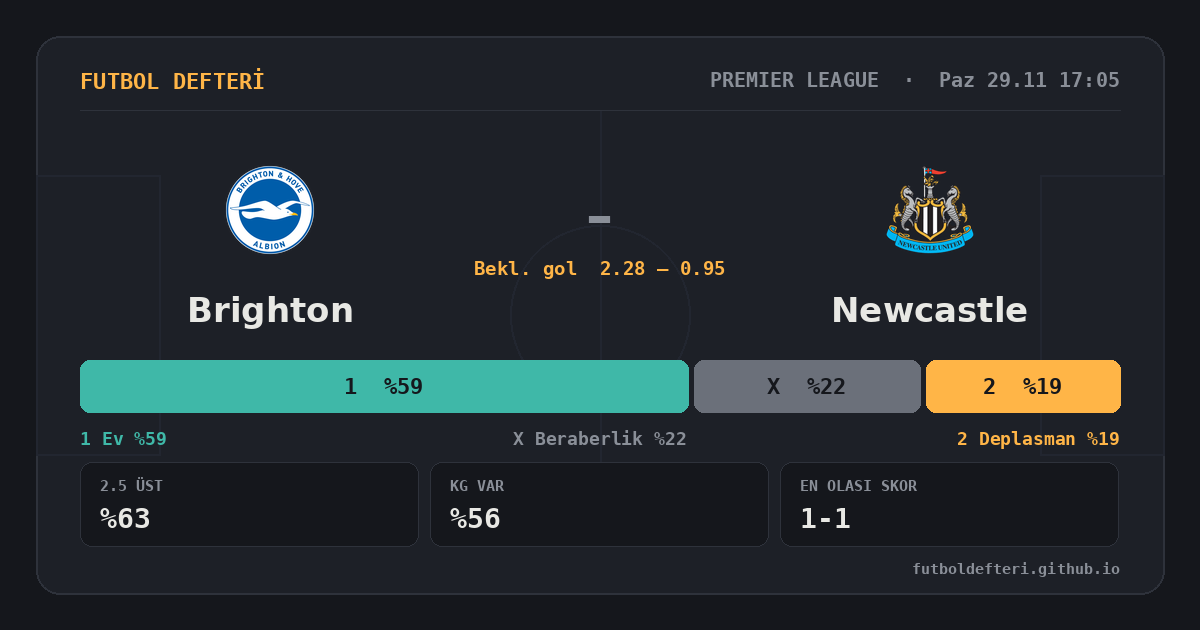 FUTBOL DEFTERİ
PREMIER LEAGUE · Paz 29.11 17:05
BRIGHTON & HOVE
ALBION
NEWCASTLE UNITED
–
Bekl. gol 2.28 – 0.95
Brighton
Newcastle
1 %59
X %22
2 %19
1 Ev %59
X Beraberlik %22
2 Deplasman %19
2.5 ÜST
%63
KG VAR
%56
EN OLASI SKOR
1-1
futboldefteri.github.io